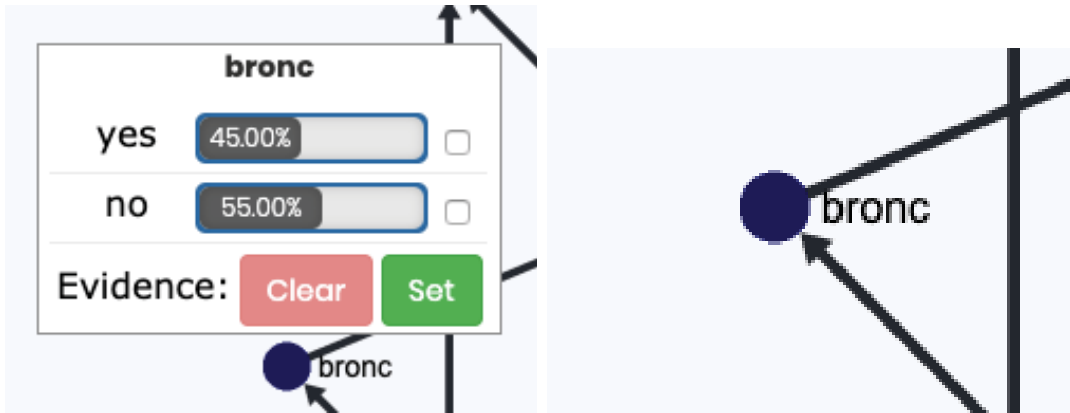 bronc
yes 45.00%
no 55.00%
Evidence: Clear Set
bronc
bronc